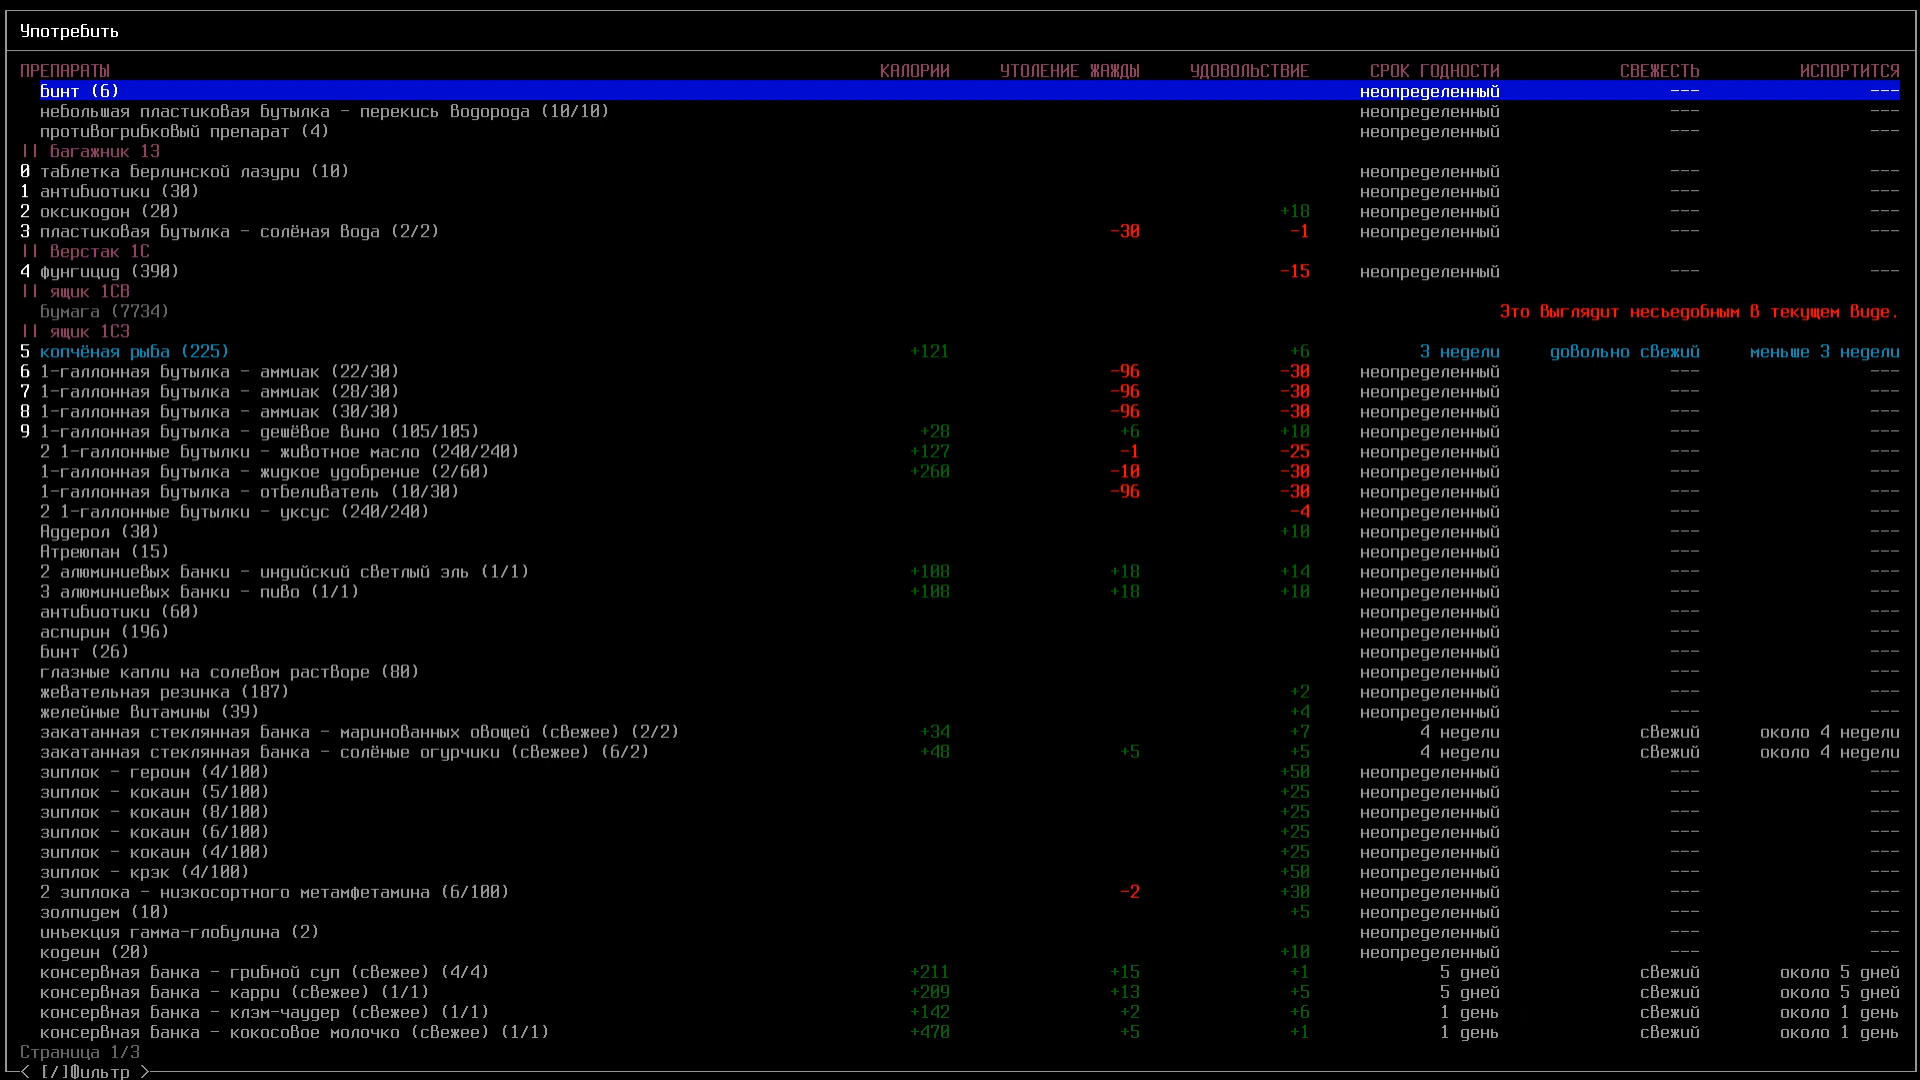 Употребить
ПРЕПАРАТЫ КАЛОРИИ УТОЛЕНИЕ ЖАЖДЫ УДОВОЛЬСТВИЕ СРОК ГОДНОСТИ СВЕЖЕСТЬ ИСПОРТИТСЯ
бинт (6) неопределенный --- ---
небольшая пластиковая бутылка - перекись водорода (10/10) неопределенный --- ---
противогрибковый препарат (4) неопределенный --- ---
|| багажник 1З
0 таблетка берлинской лазури (10) неопределенный --- ---
1 антибиотики (30) неопределенный --- ---
2 оксикодон (20) +18 неопределенный --- ---
3 пластиковая бутылка - солёная вода (2/2) -30 -1 неопределенный --- ---
|| верстак 1С
4 фунгицид (390) -15 неопределенный --- ---
|| ящик 1СВ
бумага (7734) Это выглядит несъедобным в текущем виде.
|| ящик 1СЗ
5 копчёная рыба (225) +121 +6 3 недели довольно свежий меньше 3 недели
6 1-галлонная бутылка - аммиак (22/30) -96 -30 неопределенный --- ---
7 1-галлонная бутылка - аммиак (28/30) -96 -30 неопределенный --- ---
8 1-галлонная бутылка - аммиак (30/30) -96 -30 неопределенный --- ---
9 1-галлонная бутылка - дешёвое вино (105/105) +28 +6 +10 неопределенный --- ---
2 1-галлонные бутылки - животное масло (240/240) +127 -1 -25 неопределенный --- ---
1-галлонная бутылка - жидкое удобрение (2/60) +260 -10 -30 неопределенный --- ---
1-галлонная бутылка - отбеливатель (10/30) -96 -30 неопределенный --- ---
2 1-галлонные бутылки - уксус (240/240) -4 неопределенный --- ---
Аддерол (30) +10 неопределенный --- ---
Атреюпан (15) неопределенный --- ---
2 алюминиевых банки - индийский светлый эль (1/1) +108 +18 +14 неопределенный --- ---
3 алюминиевых банки - пиво (1/1) +108 +18 +10 неопределенный --- ---
антибиотики (60) неопределенный --- ---
аспирин (196) неопределенный --- ---
бинт (26) неопределенный --- ---
глазные капли на солевом растворе (80) неопределенный --- ---
жевательная резинка (187) +2 неопределенный --- ---
желейные витамины (39) +4 неопределенный --- ---
закатанная стеклянная банка - маринованных овощей (свежее) (2/2) +34 +7 4 недели свежий около 4 недели
закатанная стеклянная банка - солёные огурчики (свежее) (6/2) +48 +5 +5 4 недели свежий около 4 недели
зиплок - героин (4/100) +50 неопределенный --- ---
зиплок - кокаин (5/100) +25 неопределенный --- ---
зиплок - кокаин (8/100) +25 неопределенный --- ---
зиплок - кокаин (6/100) +25 неопределенный --- ---
зиплок - кокаин (4/100) +25 неопределенный --- ---
зиплок - крэк (4/100) +50 неопределенный --- ---
2 зиплока - низкосортного метамфетамина (6/100) -2 +30 неопределенный --- ---
золпидем (10) +5 неопределенный --- ---
инъекция гамма-глобулина (2) неопределенный --- ---
кодеин (20) +10 неопределенный --- ---
консервная банка - грибной суп (свежее) (4/4) +211 +15 +1 5 дней свежий около 5 дней
консервная банка - карри (свежее) (1/1) +209 +13 +5 5 дней свежий около 5 дней
консервная банка - клэм-чаудер (свежее) (1/1) +142 +2 +6 1 день свежий около 1 день
консервная банка - кокосовое молочко (свежее) (1/1) +470 +5 +1 1 день свежий около 1 день
Страница 1/3
< [/]Фильтр >